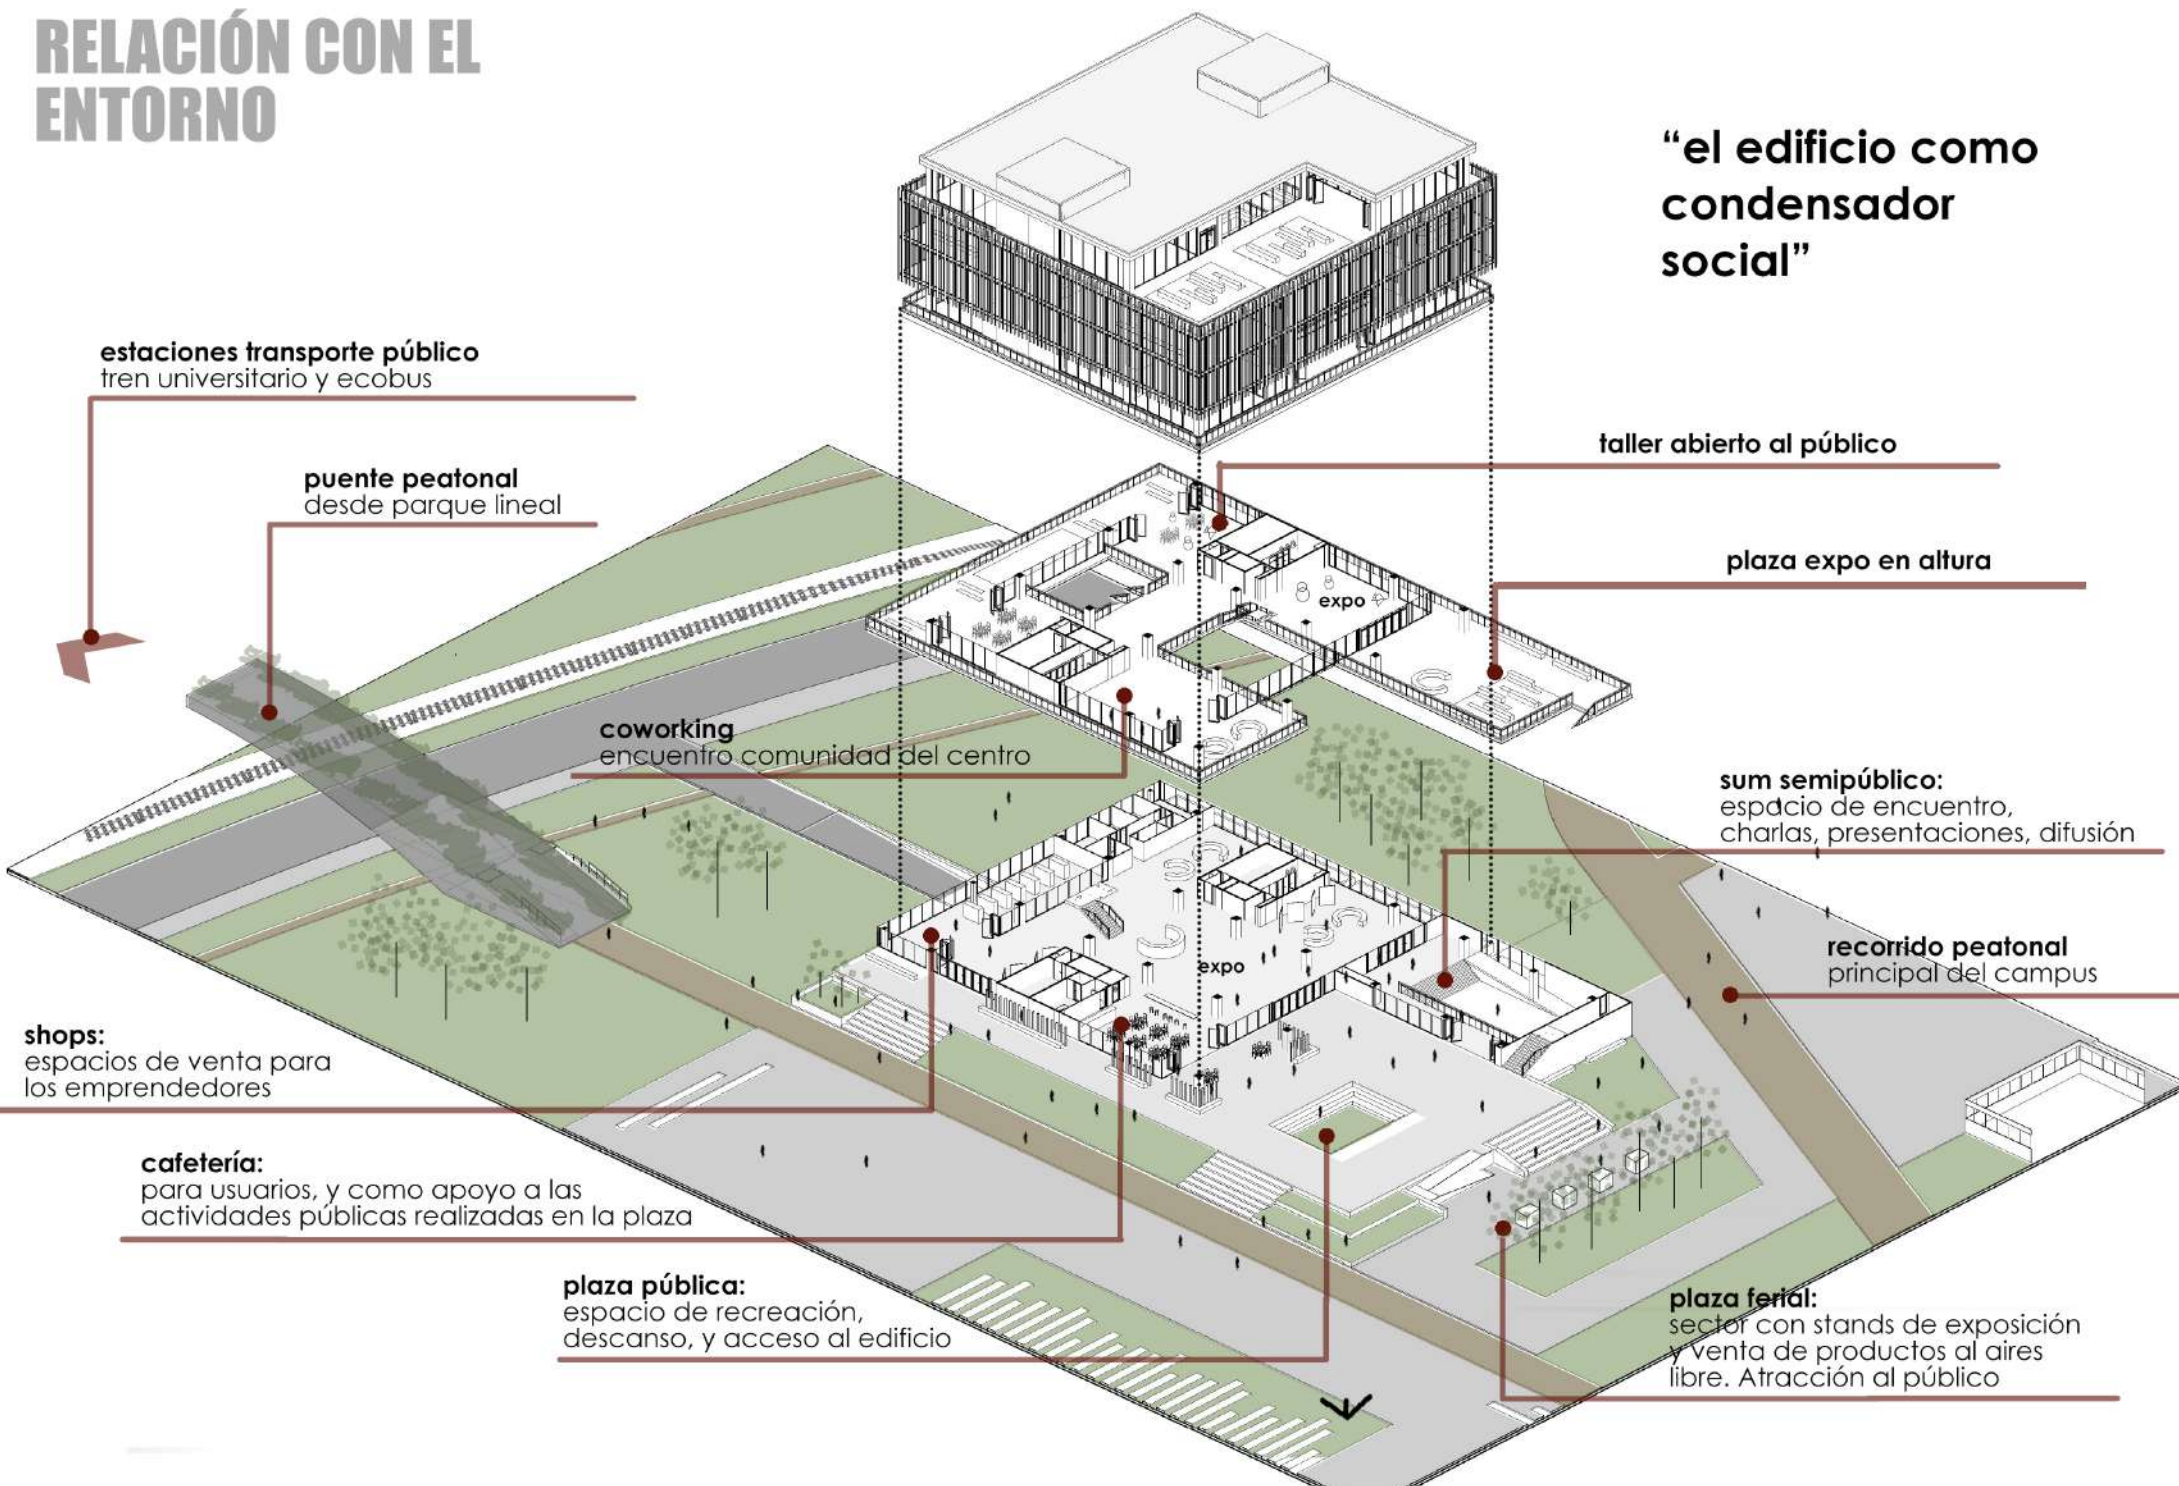 RELACIÓN CON EL
ENTORNO
“el edificio como
condensador
social”
estaciones transporte público
tren universitario y ecobus
puente peatonal
desde parque lineal
taller abierto al público
plaza expo en altura
expo
coworking
encuentro comunidad del centro
sum semipúblico:
espacio de encuentro,
charlas, presentaciones, difusión
recorrido peatonal
principal del campus
expo
shops:
espacios de venta para
los emprendedores
cafetería:
para usuarios, y como apoyo a las
actividades públicas realizadas en la plaza
plaza pública:
espacio de recreación,
descanso, y acceso al edificio
plaza ferial:
sector con stands de exposición
y venta de productos al aires
libre. Atracción al público